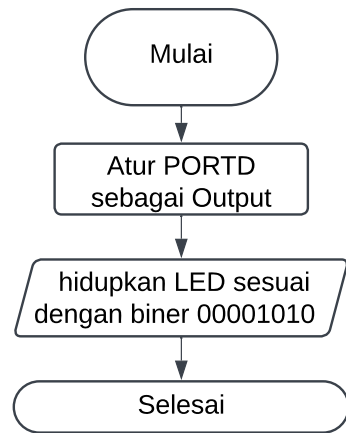 Mulai
Atur PORTD
sebagai Output
hidupkan LED sesuai
dengan biner 00001010
Selesai